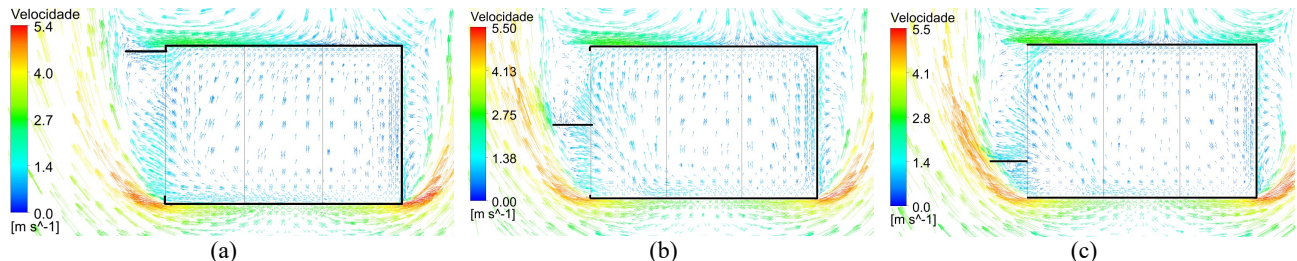 Velocidade
5.4
4.0
2.7
1.4
0.0
[m s^-1]
(a)
Velocidade
5.50
4.13
2.75
1.38
0.00
[m s^-1]
(b)
Velocidade
5.5
4.1
2.8
1.4
0.0
[m s^-1]
(c)